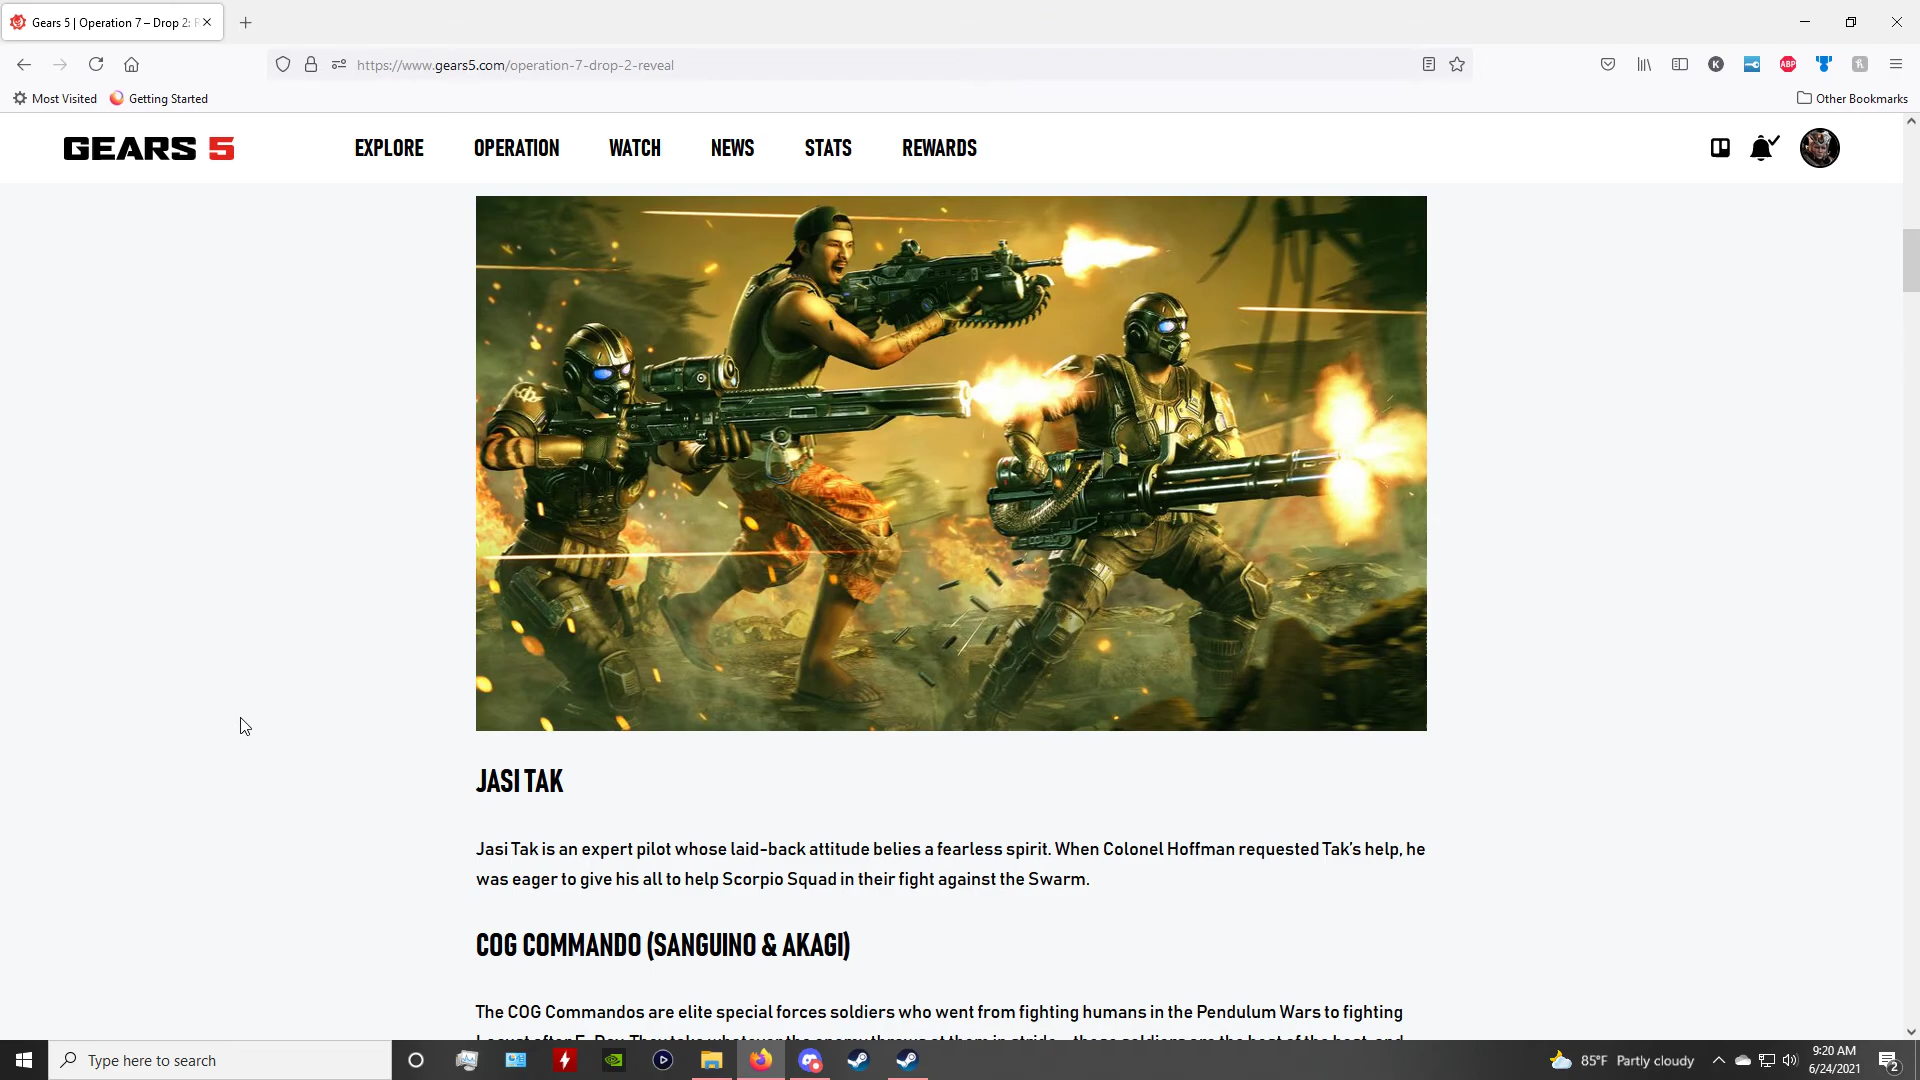 Gears 5 | Operation 7 – Drop 2:
https://www.gears5.com/operation-7-drop-2-reveal
K
ABP
Most Visited
Getting Started
Other Bookmarks
GEARS 5
EXPLORE
OPERATION
WATCH
NEWS
STATS
REWARDS
JASI TAK
Jasi Tak is an expert pilot whose laid-back attitude belies a fearless spirit. When Colonel Hoffman requested Tak's help, he
was eager to give his all to help Scorpio Squad in their fight against the Swarm.
COG COMMANDO (SANGUINO & AKAGI)
The COG Commandos are elite special forces soldiers who went from fighting humans in the Pendulum Wars to fighting
Type here to search
85°F Partly cloudy
9:20 AM
6/24/2021
2